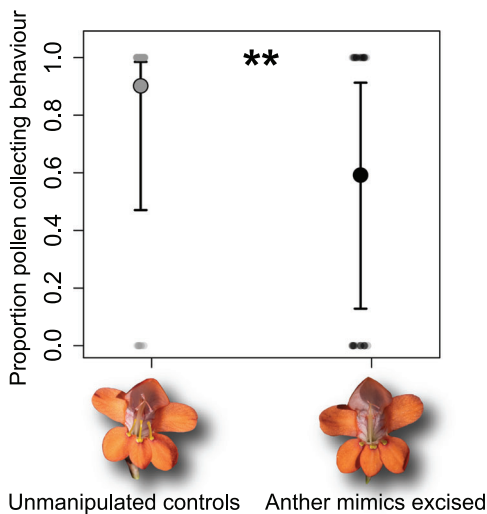 Proportion pollen collecting behaviour
1.0
0.8
0.6
0.4
0.2
0.0
**
Unmanipulated controls
Anther mimics excised